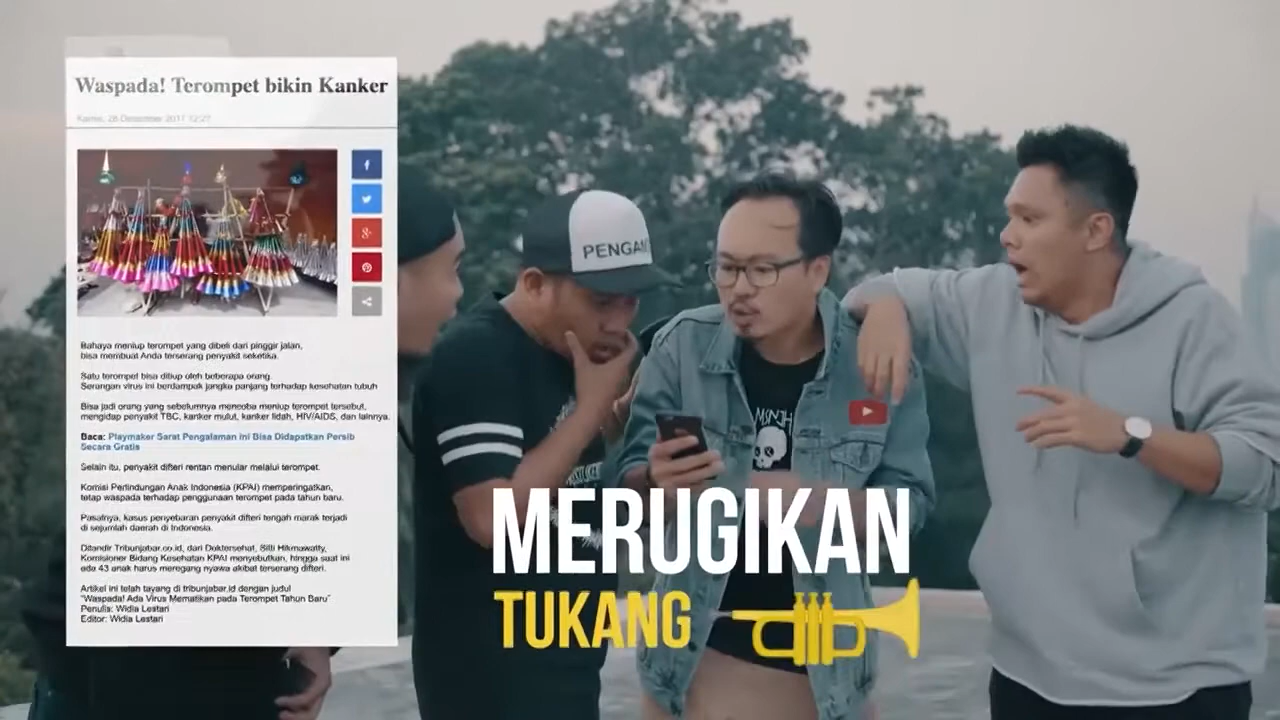 Waspada! Terompet bikin Kanker
Kamis, 28 Desember 2017 12:21
Bahaya meniup terompet yang dibeli dari pinggir jalan,
bisa membuat Anda terserang penyakit seketika.
Satu terompet bisa ditiup oleh beberapa orang.
Serangan virus ini berdampak jangka panjang terhadap kesehatan tubuh
Bisa jadi orang yang sebelumnya mencoba meniup terompet tersebut,
mengidap penyakit TBC, kanker mulut, kanker lidah, HIV/AIDS, dan lainnya.
Baca: Playmaker Sarat Pengalaman ini Bisa Didapatkan Persib
Secara Gratis
Selain itu, penyakit difteri rentan menular melalui terompet.
Komisi Perlindungan Anak Indonesia (KPAI) memperingatkan,
tetap waspada terhadap penggunaan terompet pada tahun baru.
Pasalnya, kasus penyebaran penyakit difteri tengah marak terjadi
di sejumlah daerah di Indonesia.
Dilandir Tribunjabar.co.id, dari Doktersehat, Sitti Hikmawatty,
Komisioner Bidang Kesehatan KPAI menyebutkan, hingga saat ini
ada 43 anak harus meregang nyawa akibat terserang difteri.
Artikel ini telah tayang di tribunjabar.id dengan judul
"Waspada! Ada Virus Mematikan pada Terompet Tahun Baru"
Penulis: Widia Lestari
Editor: Widia Lestari
PENGAM
MERUGIKAN
TUKANG